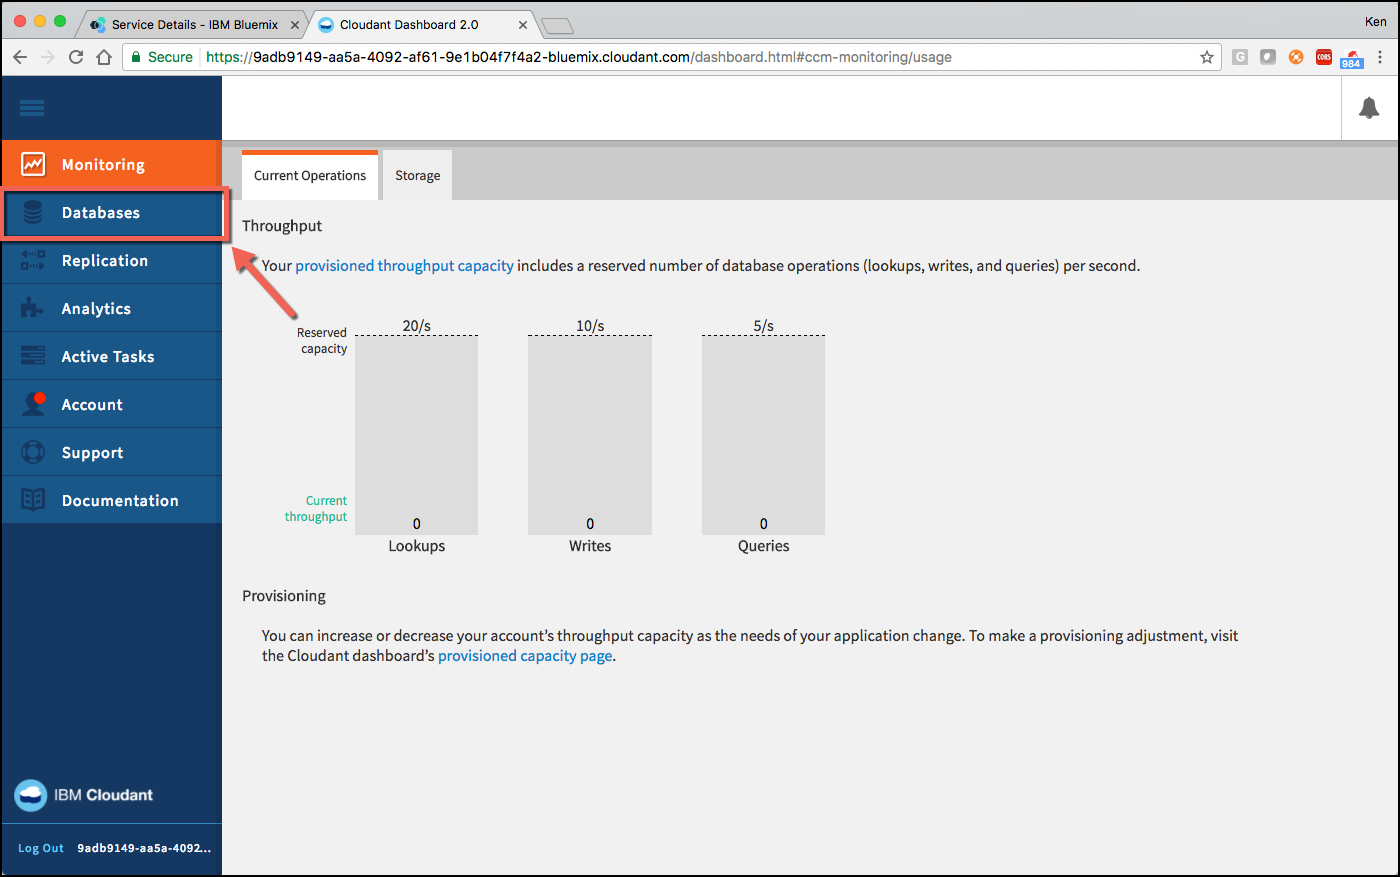 Service Details - IBM Bluemix
Cloudant Dashboard 2.0
Ken
Secure
https://9adb9149-aa5a-4092-af61-9e1b04f7f4a2-bluemix.cloudant.com/dashboard.html#ccm-monitoring/usage
G
CORS
984
Monitoring
Databases
Replication
Analytics
Active Tasks
Account
Support
Documentation
IBM Cloudant
Log Out 9adb9149-aa5a-4092...
Current Operations
Storage
Throughput
Your provisioned throughput capacity includes a reserved number of database operations (lookups, writes, and queries) per second.
Reserved
capacity
20/s
10/s
5/s
Current
throughput
0
0
0
Lookups
Writes
Queries
Provisioning
You can increase or decrease your account's throughput capacity as the needs of your application change. To make a provisioning adjustment, visit
the Cloudant dashboard's provisioned capacity page.